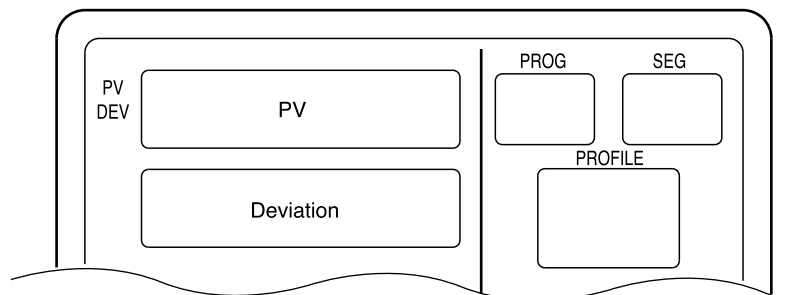 PROG
SEG
PV
DEV
PV
PROFILE
Deviation